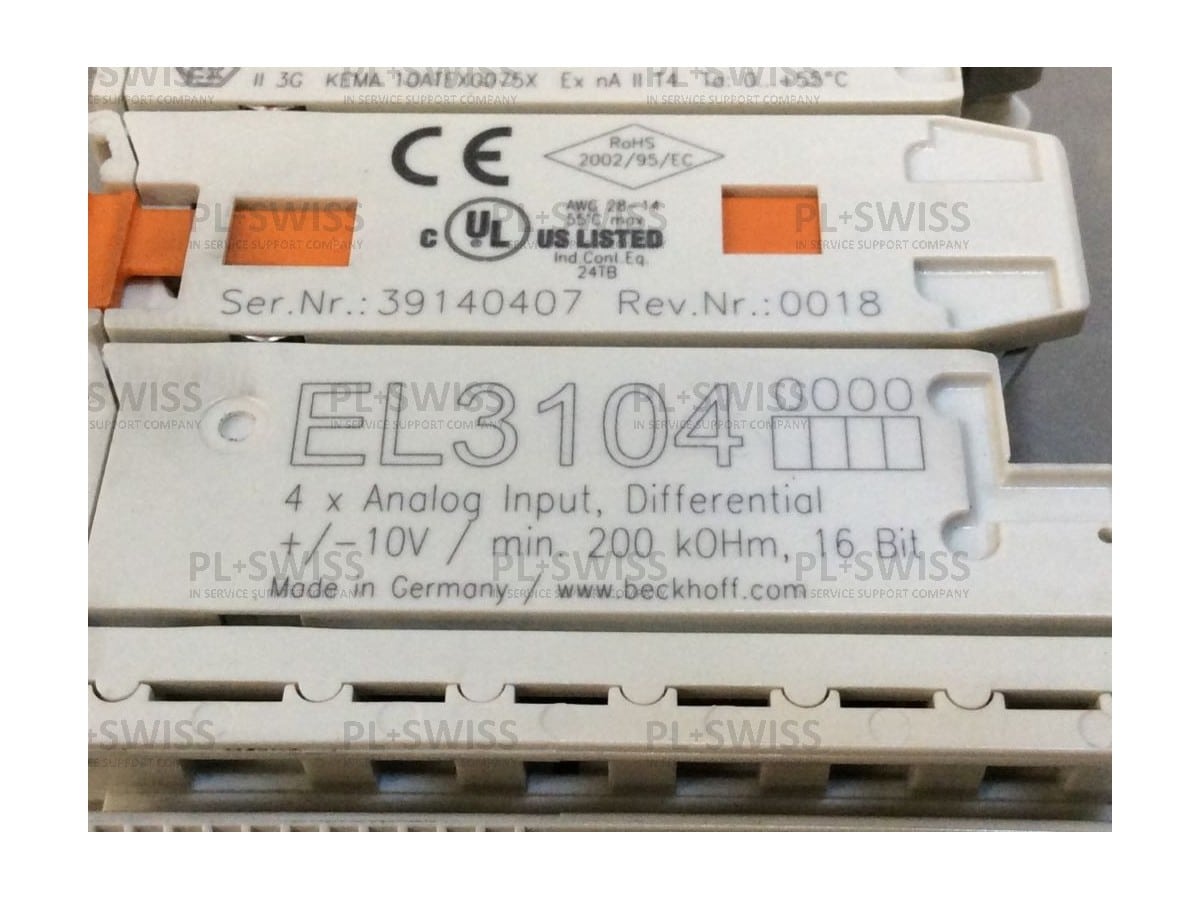 II 3G KEMA 10ATEX0075X Ex nA II T4 Ta: 0...+55°C
CE
RoHS
2002/95/EC
AWG 28-14
55°C/max
c UL US LISTED
Ind.Cont.Eq.
24TB
Ser.Nr.:39140407 Rev.Nr.:0018
EL3104
4 x Analog Input, Differential
+/-10V / min. 200 kOHm, 16 Bit
Made in Germany / www.beckhoff.com
PL+SWISS
IN SERVICE SUPPORT COMPANY